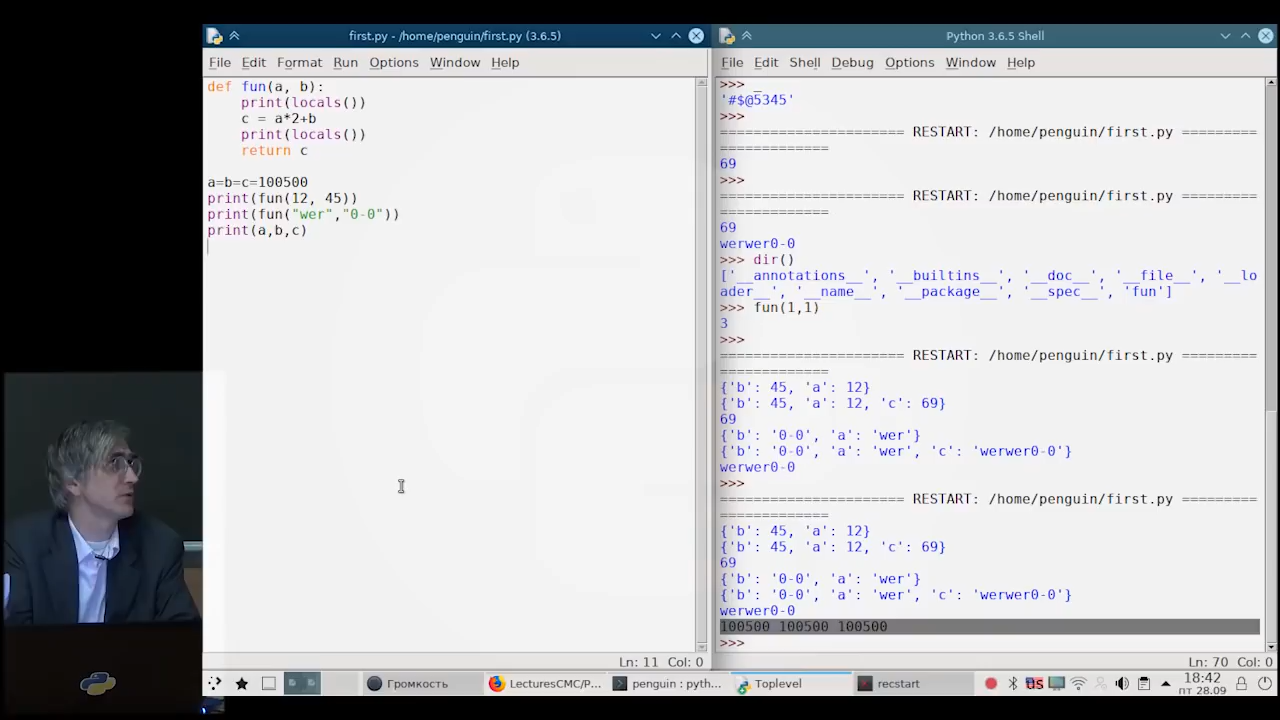 first.py - /home/penguin/first.py (3.6.5)
File Edit Format Run Options Window Help
def fun(a, b):
    print(locals())
    c = a*2+b
    print(locals())
    return c
a=b=c=100500
print(fun(12, 45))
print(fun("wer","0-0"))
print(a,b,c)
Ln: 11 Col: 0
Python 3.6.5 Shell
File Edit Shell Debug Options Window Help
>>> _
'#$@5345'
>>>
====================== RESTART: /home/penguin/first.py =========
=============
69
>>>
====================== RESTART: /home/penguin/first.py =========
=============
69
werwer0-0
>>> dir()
['__annotations__', '__builtins__', '__doc__', '__file__', '__lo
ader__', '__name__', '__package__', '__spec__', 'fun']
>>> fun(1,1)
3
>>>
====================== RESTART: /home/penguin/first.py =========
=============
{'b': 45, 'a': 12}
{'b': 45, 'a': 12, 'c': 69}
69
{'b': '0-0', 'a': 'wer'}
{'b': '0-0', 'a': 'wer', 'c': 'werwer0-0'}
werwer0-0
>>>
====================== RESTART: /home/penguin/first.py =========
=============
{'b': 45, 'a': 12}
{'b': 45, 'a': 12, 'c': 69}
69
{'b': '0-0', 'a': 'wer'}
{'b': '0-0', 'a': 'wer', 'c': 'werwer0-0'}
werwer0-0
100500 100500 100500
>>>
Ln: 70 Col: 0
Громкость LecturesCMC/P... penguin : pyth... Toplevel recstart US 18:42
пт 28.09